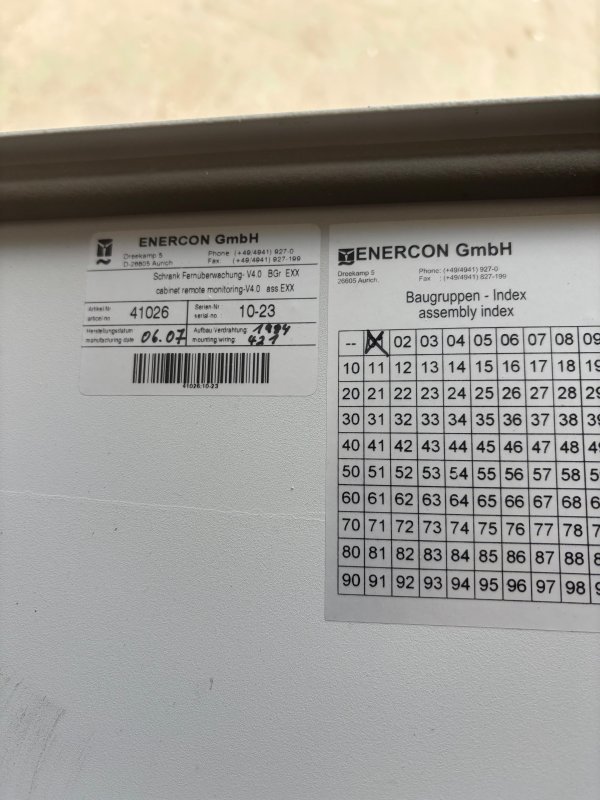 ENERCON GmbH
Dreekamp 5
D-26605 Aurich
Phone: (+49/4941) 927-0
Fax: (+49/4941) 927-199
Schrank Fernuberwachung- V4.0 BGr EXX
cabinet remote monitoring-V4.0 ass EXX
Artikel-Nr
articel no
41026
Serien-Nr
serial no:
10-23
Herstellungsdatum
manufacturing date
06.07
Aufbau Verdrahtung:
mounting,wiring:
1994
421
41026:10-23
ENERCON GmbH
Dreekamp 5
26605 Aurich
Phone: (+49/4941) 927-0
Fax : (+49/4941) 827-199
Baugruppen - Index
assembly index
-- 02 03 04 05 06 07 08 09
10 11 12 13 14 15 16 17 18 19
20 21 22 23 24 25 26 27 28 29
30 31 32 33 34 35 36 37 38
40 41 42 43 44 45 46 47 48
50 51 52 53 54 55 56 57 58
60 61 62 63 64 65 66 67 68
70 71 72 73 74 75 76 77 78
80 81 82 83 84 85 86 87 88
90 91 92 93 94 95 96 97 98